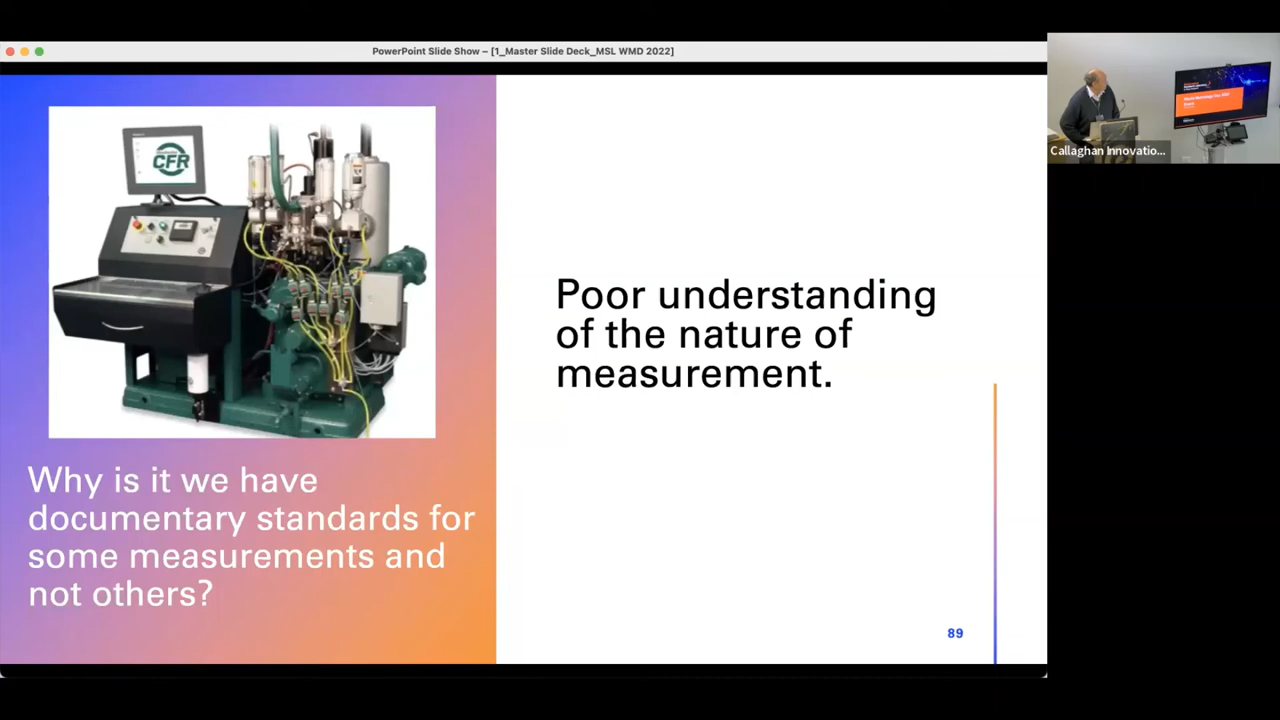 PowerPoint Slide Show – [1_Master Slide Deck_MSL WMD 2022]
CFR
Why is it we have
documentary standards for
some measurements and
not others?
Poor understanding
of the nature of
measurement.
89
Callaghan Innovatio...